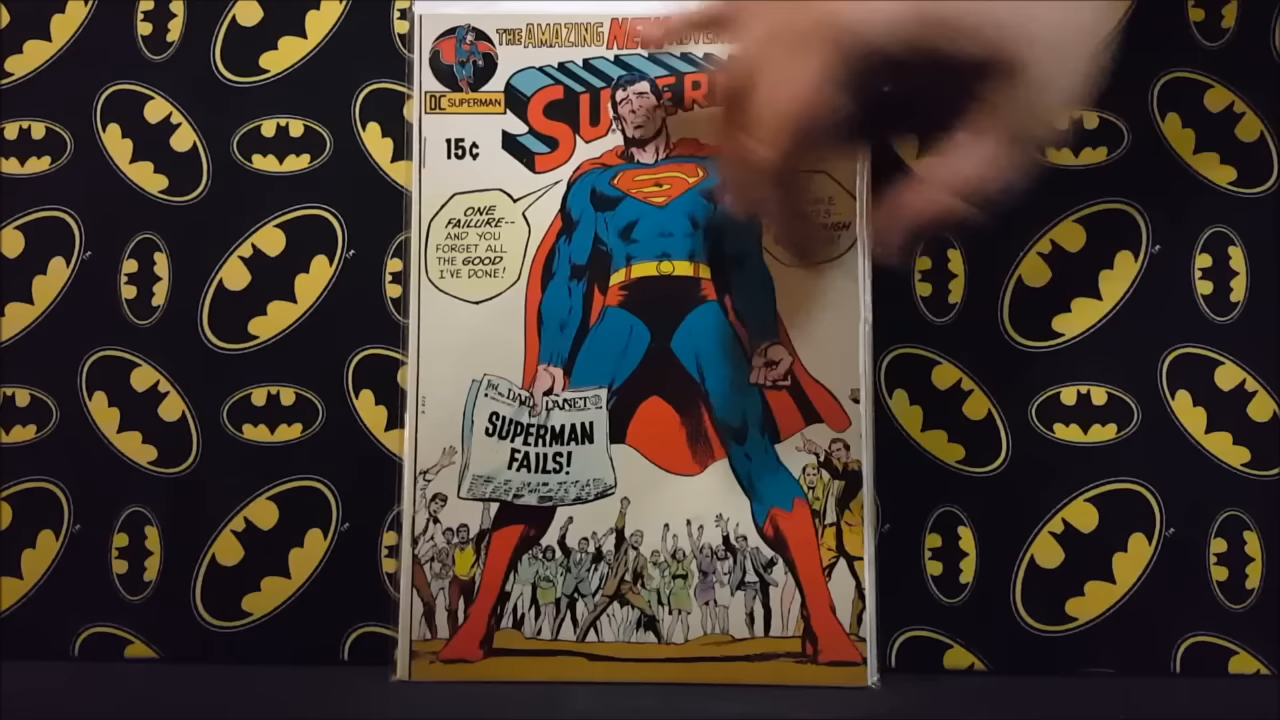 THE AMAZING NEW
SUPER
DC SUPERMAN
15¢
ONE
FAILURE--
AND YOU
FORGET ALL
THE GOOD
I'VE DONE!
DAILY PLANET
SUPERMAN
FAILS!